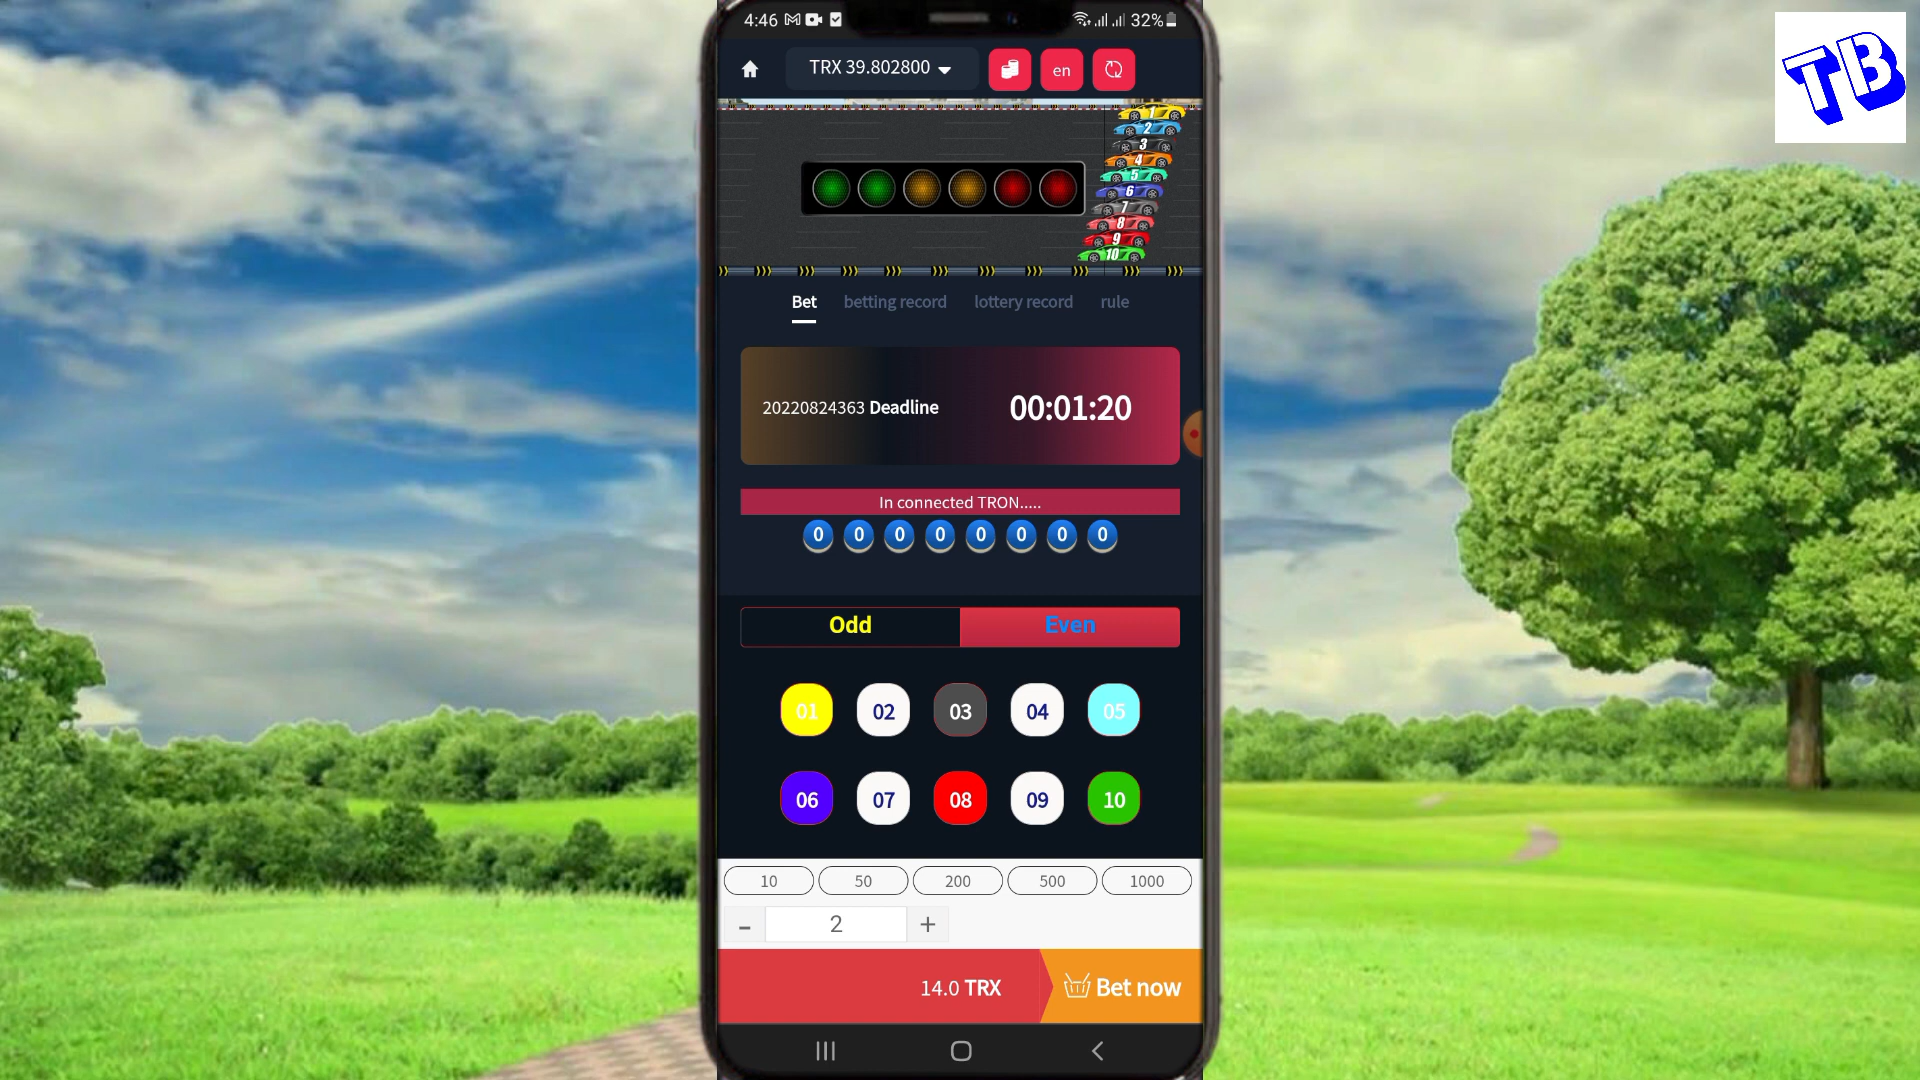 TB
4:46 32%
TRX 39.802800 en
1
2
3
4
5
6
7
8
9
10
Bet betting record lottery record rule
20220824363 Deadline 00:01:20
In connected TRON.....
0 0 0 0 0 0 0 0
Odd Even
01 02 03 04 05
06 07 08 09 10
10 50 200 500 1000
- 2 +
14.0 TRX Bet now